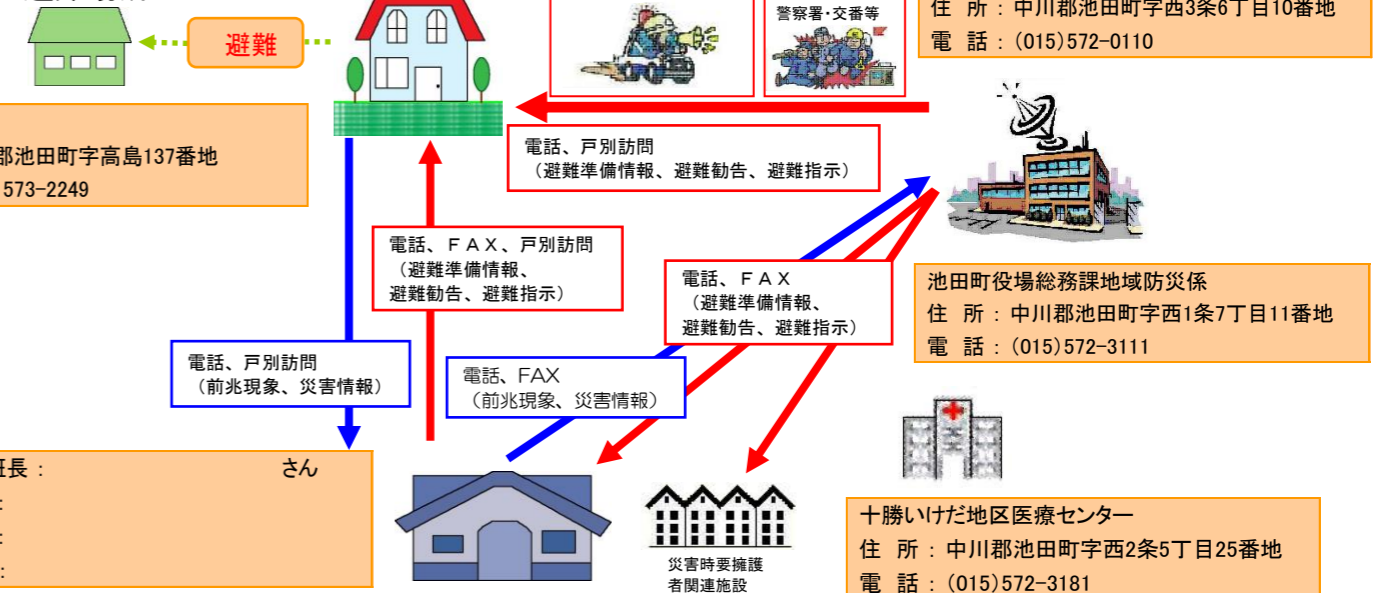 警察署・交番等
住 所：中川郡池田町字西3条6丁目10番地
電 話：(015)572-0110
避難
郡池田町字高島137番地
573-2249
電話、戸別訪問
（避難準備情報、避難勧告、避難指示）
電話、ＦＡＸ、戸別訪問
（避難準備情報、
避難勧告、避難指示）
電話、ＦＡＸ
（避難準備情報、
避難勧告、避難指示）
池田町役場総務課地域防災係
住 所：中川郡池田町字西1条7丁目11番地
電 話：(015)572-3111
電話、戸別訪問
（前兆現象、災害情報）
電話、FAX
（前兆現象、災害情報）
班長： さん
：
：
：
災害時要擁護
者関連施設
十勝いけだ地区医療センター
住 所：中川郡池田町字西2条5丁目25番地
電 話：(015)572-3181